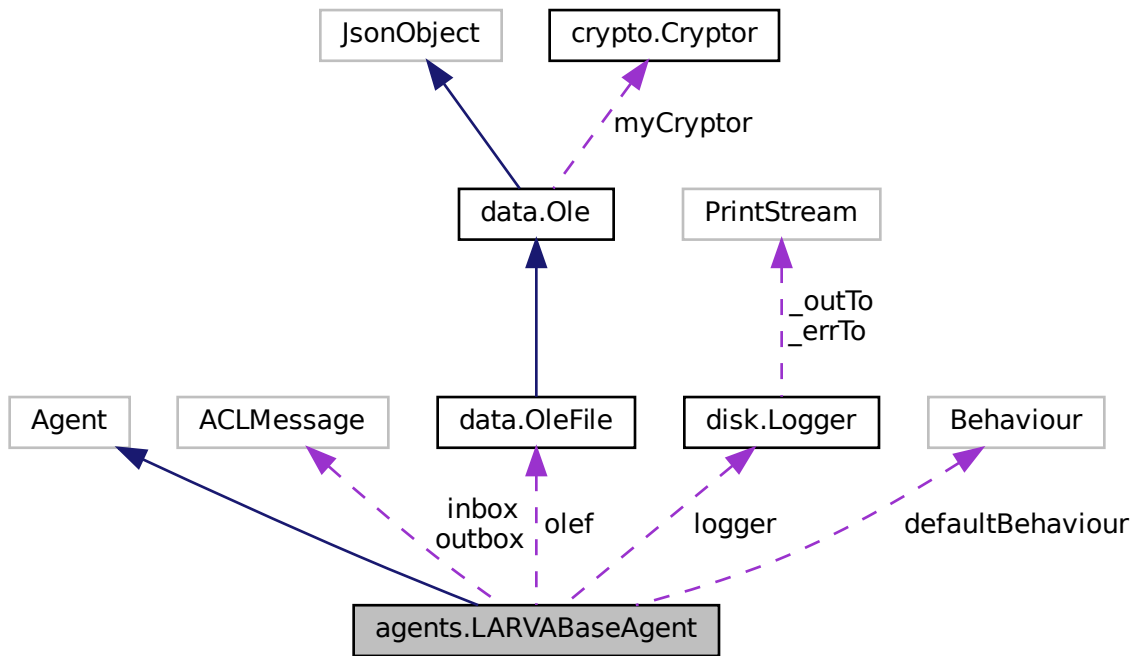 JsonObject
crypto.Cryptor
myCryptor
data.Ole
PrintStream
_outTo
_errTo
Agent
ACLMessage
data.OleFile
disk.Logger
Behaviour
inbox
outbox
olef
logger
defaultBehaviour
agents.LARVABaseAgent